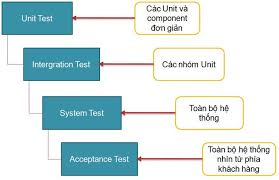 Unit Test
Các Unit và
component
đơn giản
Intergration Test
Các nhóm Unit
System Test
Toàn bộ hệ
thống
Acceptance Test
Toàn bộ hệ thống
nhìn từ phía
khách hàng